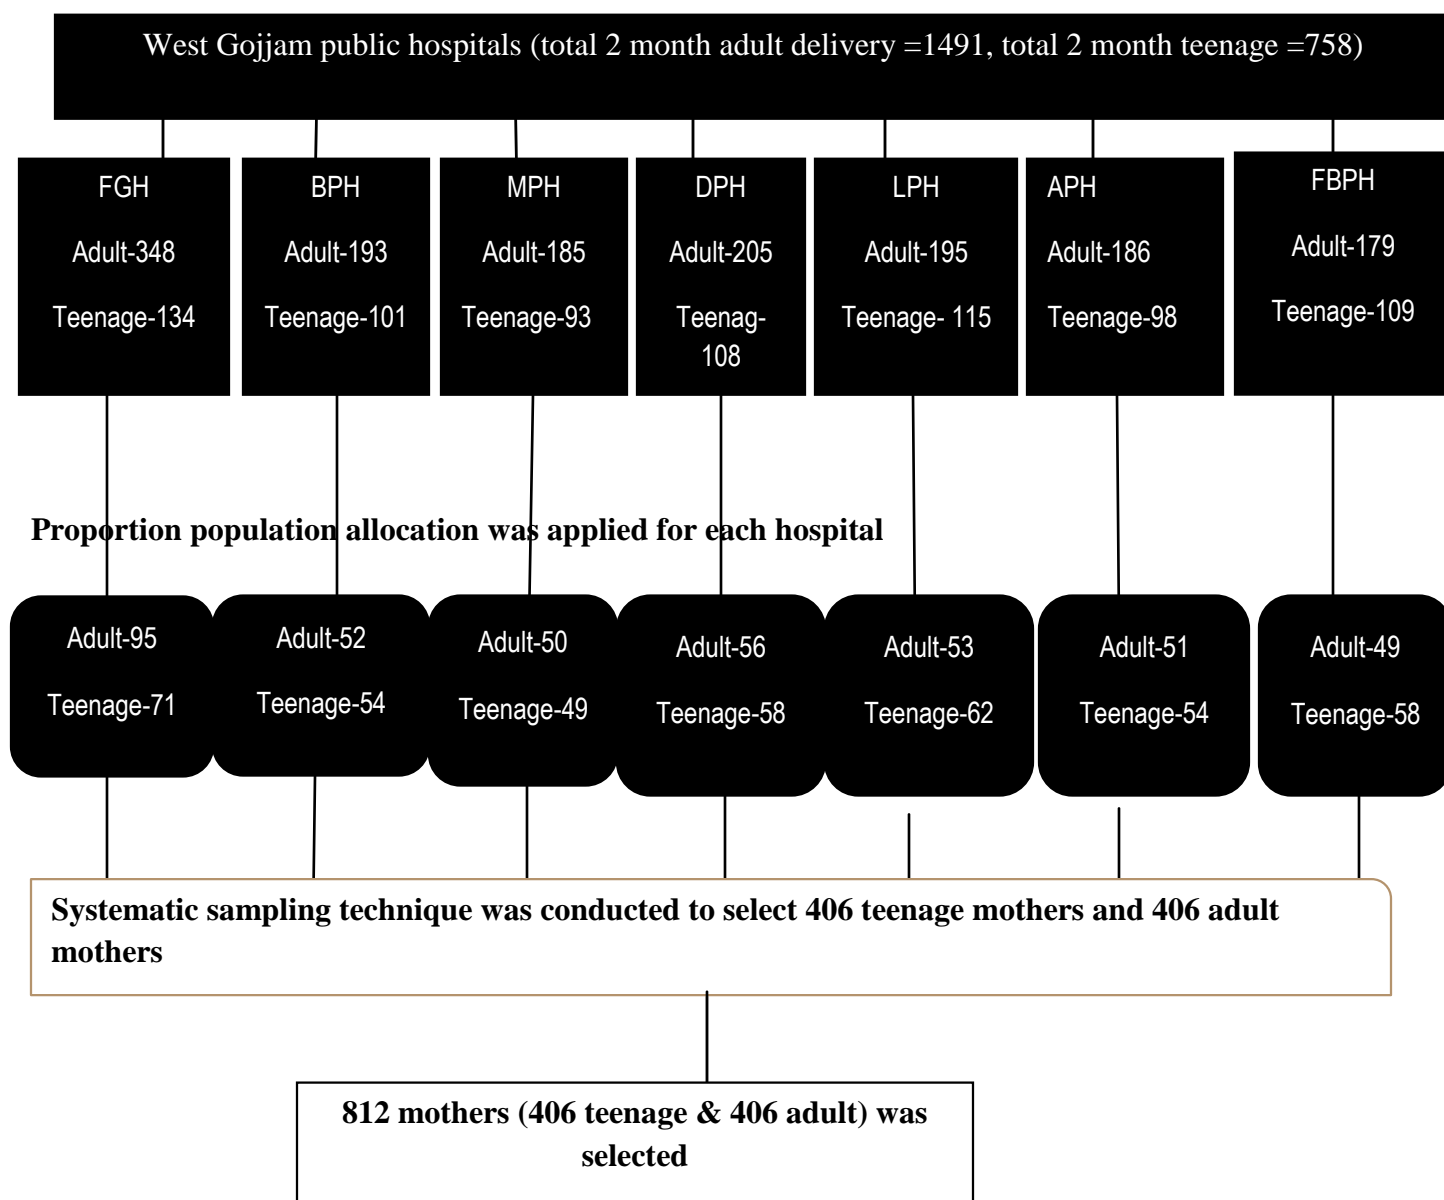 West Gojjam public hospitals (total 2 month adult delivery =1491, total 2 month teenage =758)
FGH
Adult-348
Teenage-134
BPH
Adult-193
Teenage-101
MPH
Adult-185
Teenage-93
DPH
Adult-205
Teenag-
108
LPH
Adult-195
Teenage- 115
APH
Adult-186
Teenage-98
FBPH
Adult-179
Teenage-109
Proportion population allocation was applied for each hospital
Adult-95
Teenage-71
Adult-52
Teenage-54
Adult-50
Teenage-49
Adult-56
Teenage-58
Adult-53
Teenage-62
Adult-51
Teenage-54
Adult-49
Teenage-58
Systematic sampling technique was conducted to select 406 teenage mothers and 406 adult
mothers
812 mothers (406 teenage & 406 adult) was
selected